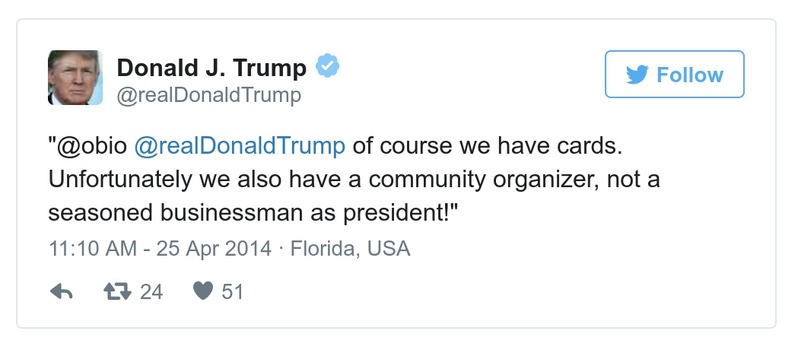 Donald J. Trump
Follow
@realDonaldTrump
"@obio @realDonaldTrump of course we have cards.
Unfortunately we also have a community organizer, not a
seasoned businessman as president!"
11:10 AM - 25 Apr 2014 · Florida, USA
24 51